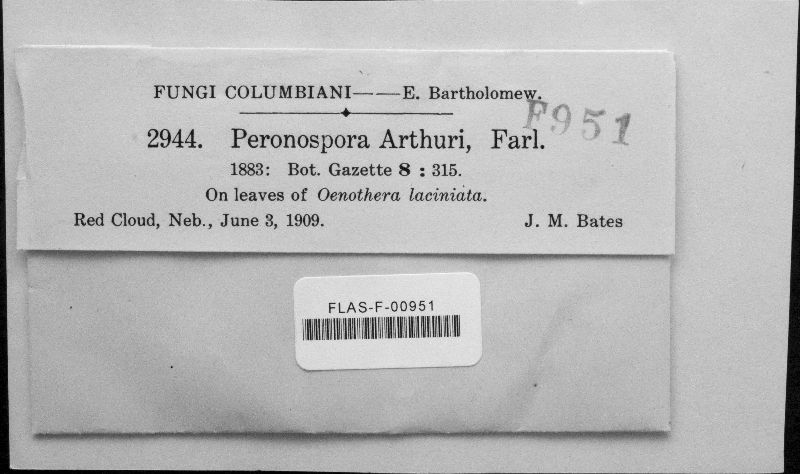 FUNGI COLUMBIANI——E. Bartholomew.
F951
2944. Peronospora Arthuri, Farl.
1883: Bot. Gazette 8 : 315.
On leaves of Oenothera laciniata.
Red Cloud, Neb., June 3, 1909. J. M. Bates
FLAS-F-00951